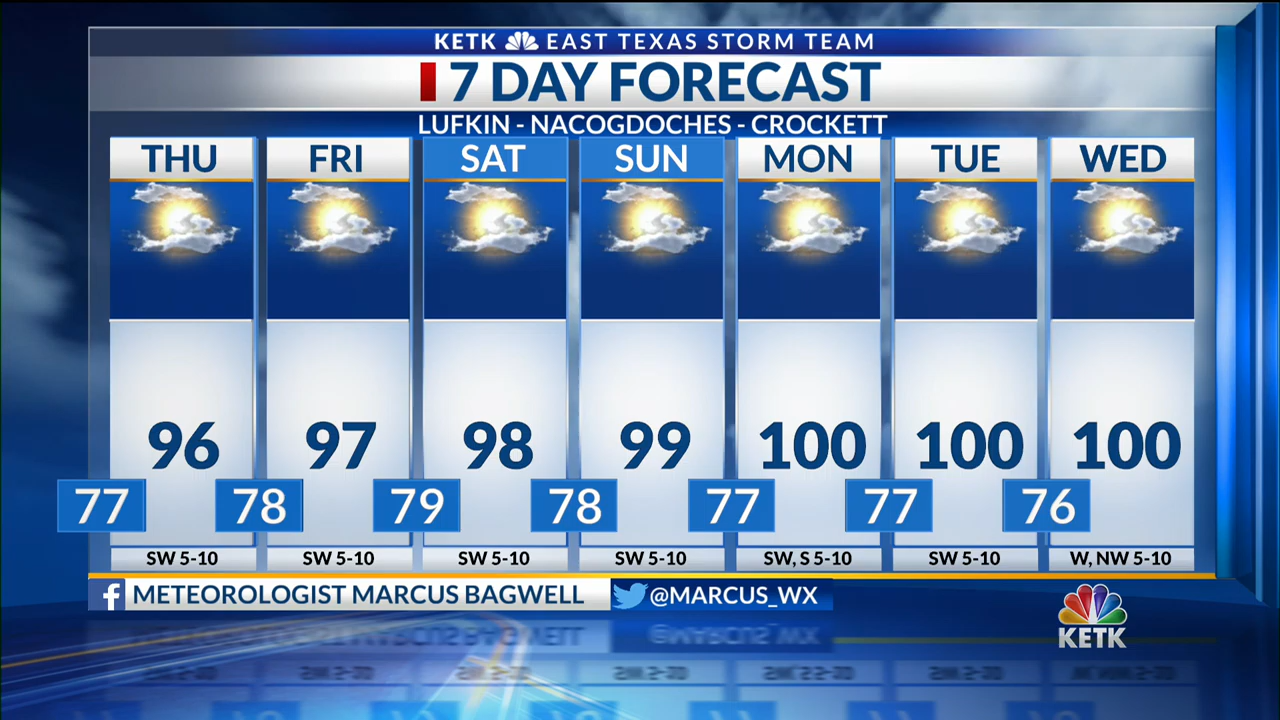 KETK EAST TEXAS STORM TEAM
7 DAY FORECAST
LUFKIN - NACOGDOCHES - CROCKETT
THU FRI SAT SUN MON TUE WED
96 97 98 99 100 100 100
77 78 79 78 77 77 76
SW 5-10 SW 5-10 SW 5-10 SW 5-10 SW, S 5-10 SW 5-10 W, NW 5-10
f METEOROLOGIST MARCUS BAGWELL @MARCUS_WX
KETK